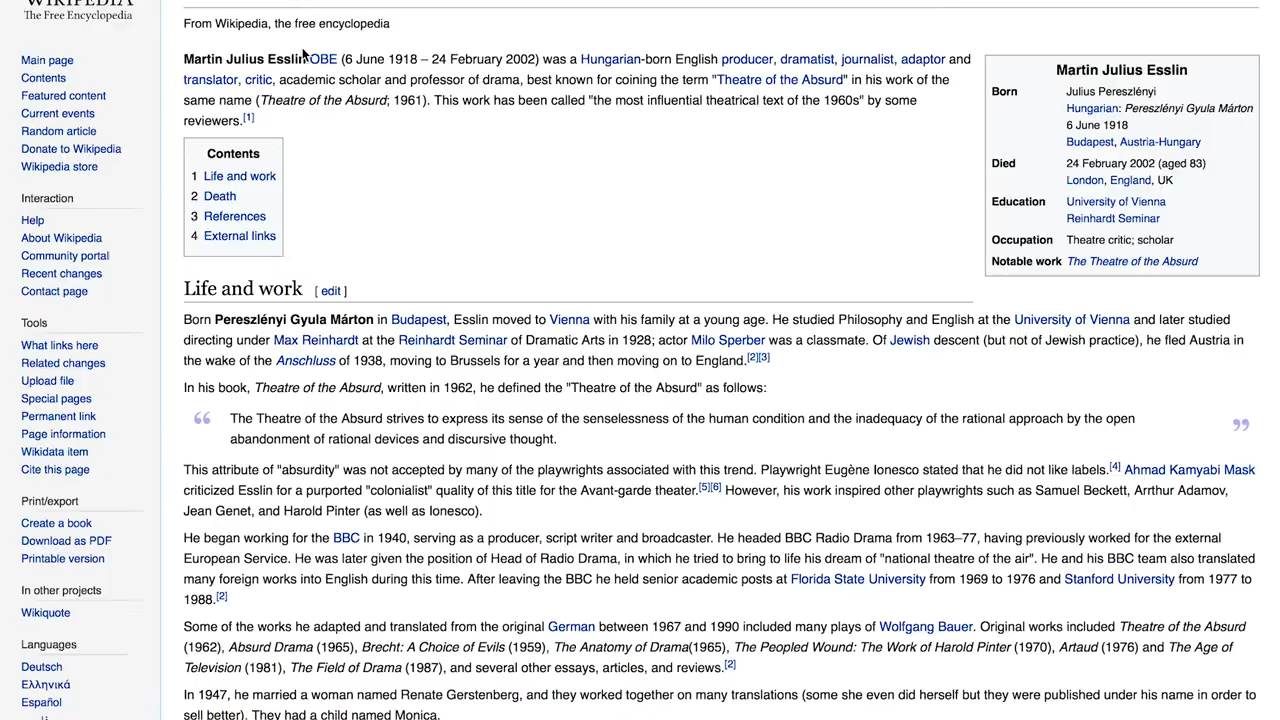 WIKIPEDIA
The Free Encyclopedia
Main page
Contents
Featured content
Current events
Random article
Donate to Wikipedia
Wikipedia store
Interaction
Help
About Wikipedia
Community portal
Recent changes
Contact page
Tools
What links here
Related changes
Upload file
Special pages
Permanent link
Page information
Wikidata item
Cite this page
Print/export
Create a book
Download as PDF
Printable version
In other projects
Wikiquote
Languages
Deutsch
Ελληνικά
Español
From Wikipedia, the free encyclopedia
Martin Julius Esslin OBE (6 June 1918 – 24 February 2002) was a Hungarian-born English producer, dramatist, journalist, adaptor and
translator, critic, academic scholar and professor of drama, best known for coining the term "Theatre of the Absurd" in his work of the
same name (Theatre of the Absurd; 1961). This work has been called "the most influential theatrical text of the 1960s" by some
reviewers.[1]
Contents
1 Life and work
2 Death
3 References
4 External links
Martin Julius Esslin
Born Julius Pereszlényi
Hungarian: Pereszlényi Gyula Márton
6 June 1918
Budapest, Austria-Hungary
Died 24 February 2002 (aged 83)
London, England, UK
Education University of Vienna
Reinhardt Seminar
Occupation Theatre critic; scholar
Notable work The Theatre of the Absurd
Life and work [ edit ]
Born Pereszlényi Gyula Márton in Budapest, Esslin moved to Vienna with his family at a young age. He studied Philosophy and English at the University of Vienna and later studied
directing under Max Reinhardt at the Reinhardt Seminar of Dramatic Arts in 1928; actor Milo Sperber was a classmate. Of Jewish descent (but not of Jewish practice), he fled Austria in
the wake of the Anschluss of 1938, moving to Brussels for a year and then moving on to England.[2][3]
In his book, Theatre of the Absurd, written in 1962, he defined the "Theatre of the Absurd" as follows:
“ The Theatre of the Absurd strives to express its sense of the senselessness of the human condition and the inadequacy of the rational approach by the open
abandonment of rational devices and discursive thought. ”
This attribute of "absurdity" was not accepted by many of the playwrights associated with this trend. Playwright Eugène Ionesco stated that he did not like labels.[4] Ahmad Kamyabi Mask
criticized Esslin for a purported "colonialist" quality of this title for the Avant-garde theater.[5][6] However, his work inspired other playwrights such as Samuel Beckett, Arrthur Adamov,
Jean Genet, and Harold Pinter (as well as Ionesco).
He began working for the BBC in 1940, serving as a producer, script writer and broadcaster. He headed BBC Radio Drama from 1963–77, having previously worked for the external
European Service. He was later given the position of Head of Radio Drama, in which he tried to bring to life his dream of "national theatre of the air". He and his BBC team also translated
many foreign works into English during this time. After leaving the BBC he held senior academic posts at Florida State University from 1969 to 1976 and Stanford University from 1977 to
1988.[2]
Some of the works he adapted and translated from the original German between 1967 and 1990 included many plays of Wolfgang Bauer. Original works included Theatre of the Absurd
(1962), Absurd Drama (1965), Brecht: A Choice of Evils (1959), The Anatomy of Drama(1965), The Peopled Wound: The Work of Harold Pinter (1970), Artaud (1976) and The Age of
Television (1981), The Field of Drama (1987), and several other essays, articles, and reviews.[2]
In 1947, he married a woman named Renate Gerstenberg, and they worked together on many translations (some she even did herself but they were published under his name in order to
sell better). They had a child named Monica.